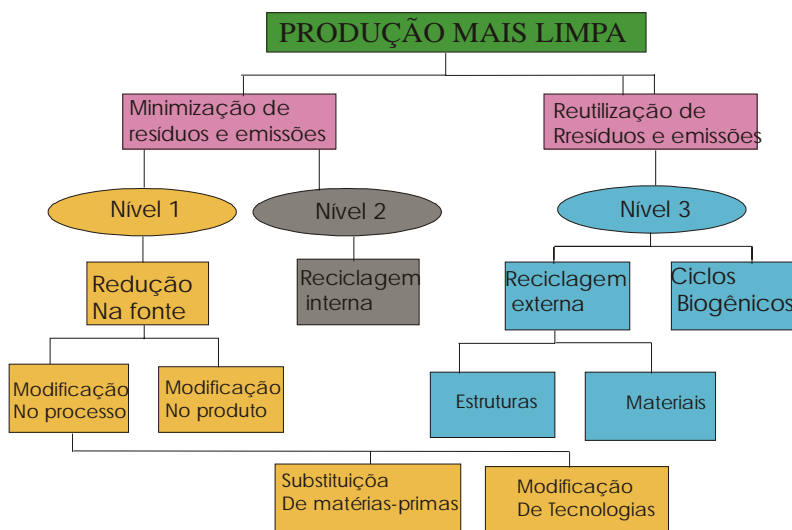 PRODUÇÃO MAIS LIMPA
Minimização de
resíduos e emissões
Reutilização de
Rresíduos e emissões
Nível 1
Nível 2
Nível 3
Redução
Na fonte
Reciclagem
interna
Reciclagem
externa
Ciclos
Biogênicos
Modificação
No processo
Modificação
No produto
Estruturas
Materiais
Substituiçõa
De matérias-primas
Modificação
De Tecnologias